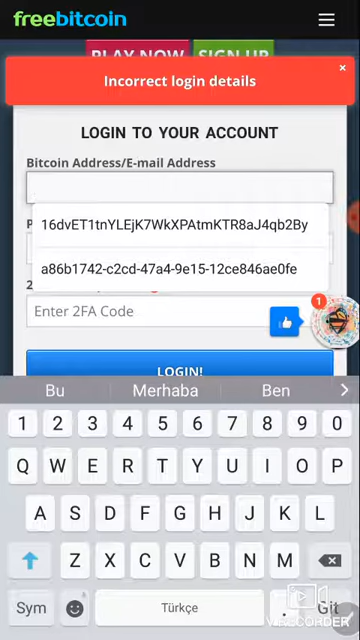 freebitcoin
PLAY NOW SIGN UP
Incorrect login details
×
LOGIN TO YOUR ACCOUNT
Bitcoin Address/E-mail Address
16dvET1tnYLEjK7WkXPAtmKTR8aJ4qb2By
P
a86b1742-c2cd-47a4-9e15-12ce846ae0fe
2
Enter 2FA Code
1
LOGIN!
Bu Merhaba Ben
1 2 3 4 5 6 7 8 9 0
Q W E R T Y U I O P
A S D F G H J K L
Z X C V B N M
Sym Türkçe . Git
RECORDER